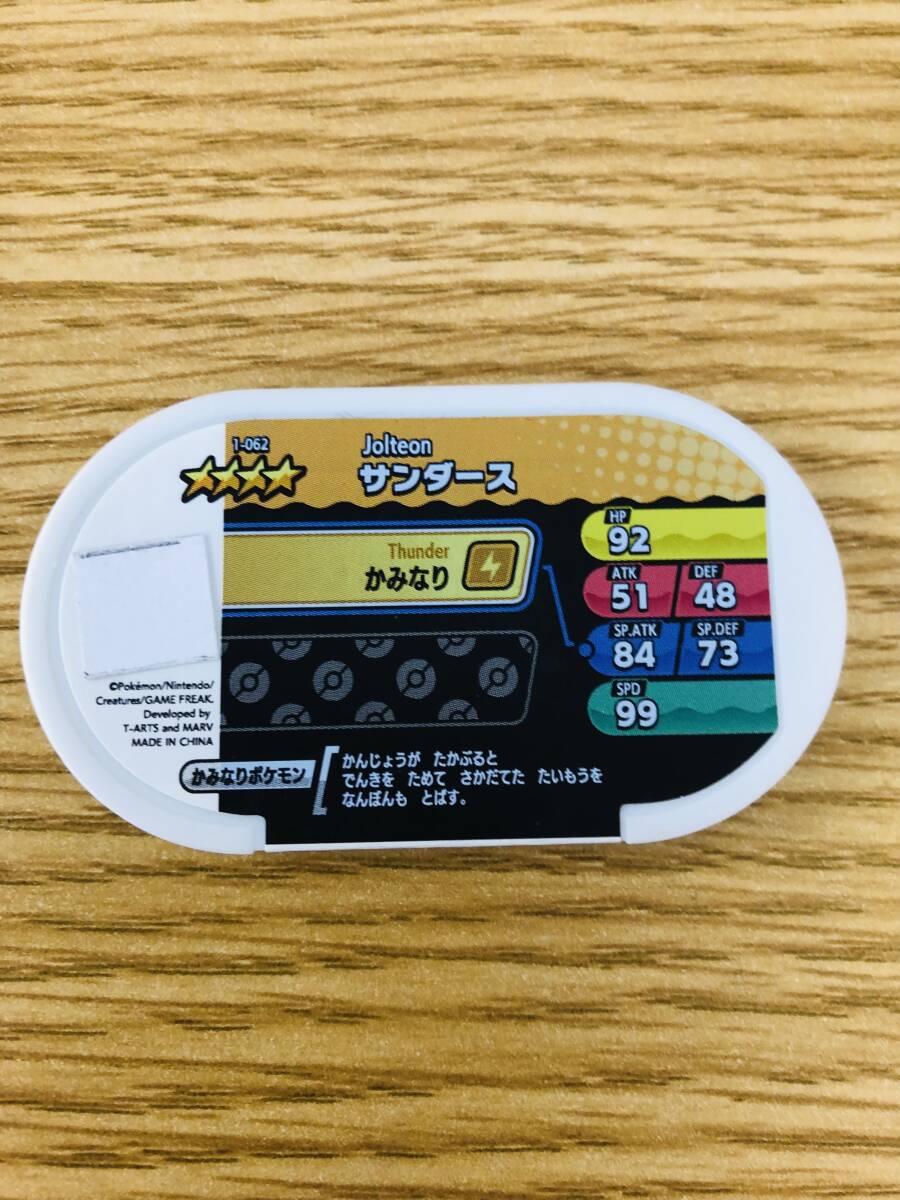 1-062
Jolteon
サンダース
Thunder
かみなり
HP
92
ATK
51
DEF
48
SP.ATK
84
SP.DEF
73
SPD
99
©Pokémon/Nintendo/
Creatures/GAME FREAK.
Developed by
T-ARTS and MARV
MADE IN CHINA
かみなりポケモン
かんじょうが たかぶると
でんきを ためて さかだてた たいもうを
なんぼんも とばす。